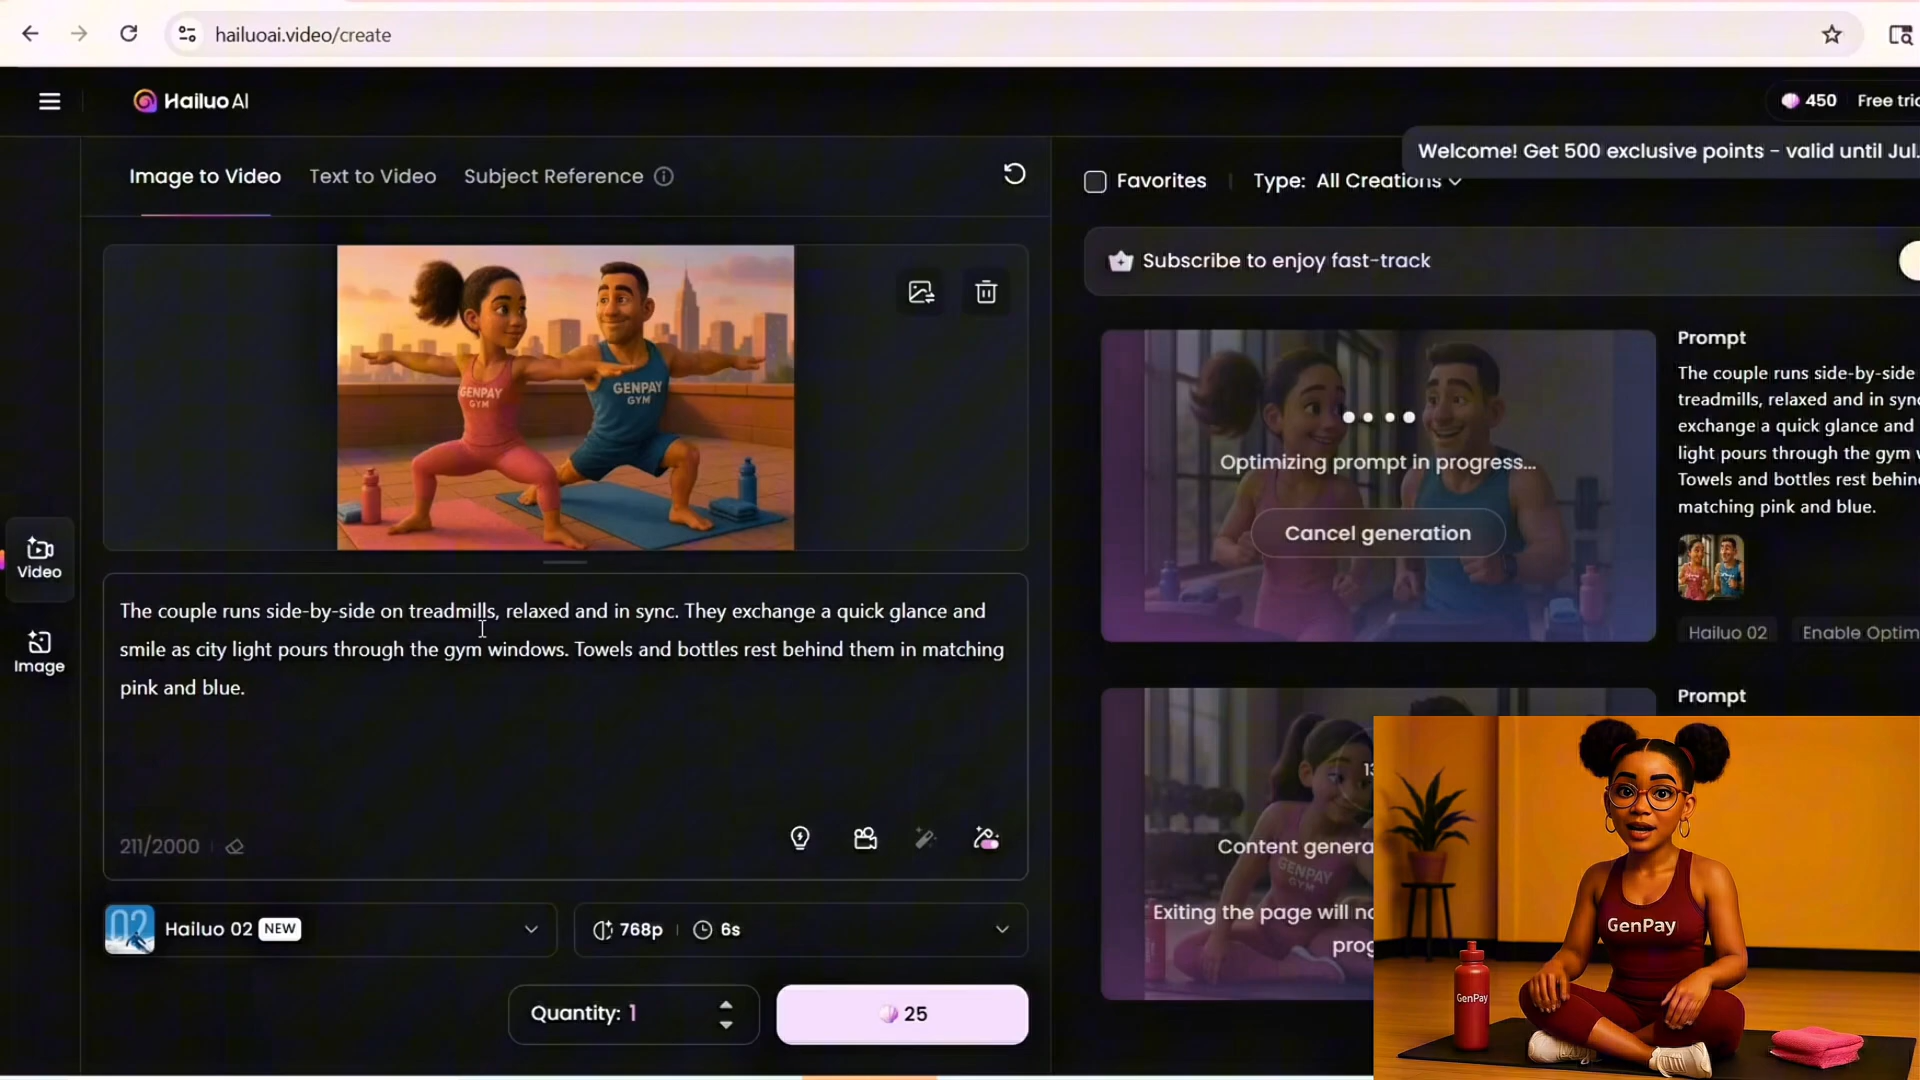 hailuoai.video/create
Hailuo AI
450
Free
Welcome! Get 500 exclusive points – valid until Jul.
Image to Video
Text to Video
Subject Reference
Favorites
Type: All Creations
Subscribe to enjoy fast-track
GENPAY
GYM
GENPAY
GYM
Optimizing prompt in progress...
Cancel generation
Prompt
The couple runs side-by-side
treadmills, relaxed and in
exchange a quick glance and
light pours through the gym
Towels and bottles rest
matching pink and blue.
Hailuo 02
Enable
Video
Image
The couple runs side-by-side on treadmills, relaxed and in sync. They exchange a quick glance and
smile as city light pours through the gym windows. Towels and bottles rest behind them in matching
pink and blue.
211/2000
Prompt
Content
GENPAY
GYM
Exiting the page will
Hailuo 02 NEW
768p
6s
Quantity: 1
25
GenPay
GenPay